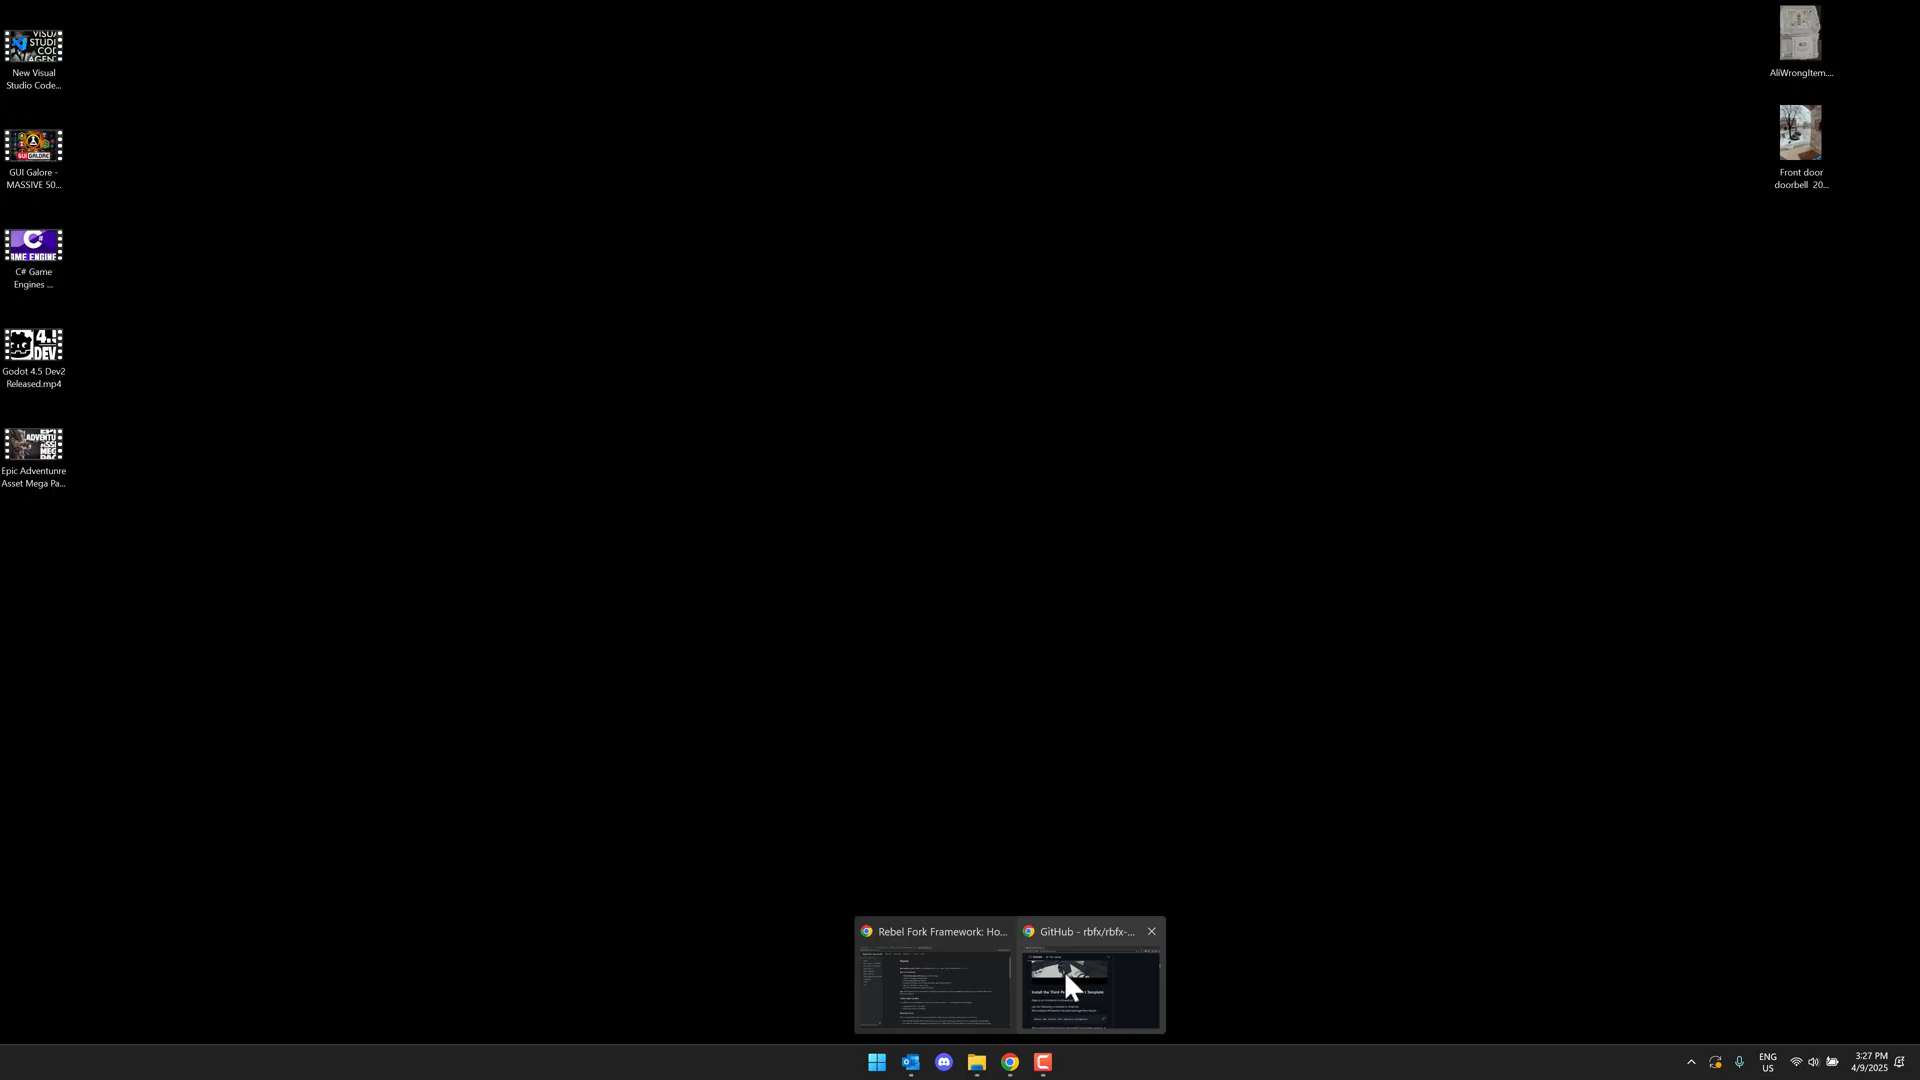 New Visual
Studio Code...
GUI Galore -
MASSIVE 50...
GUI GALORE
C# Game
Engines ...
Godot 4.5 Dev2
Released.mp4
Epic Adventunre
Asset Mega Pa...
AliWrongItem....
Front door
doorbell 20...
Rebel Fork Framework: Ho...
GitHub - rbfx/rbfx-...
ENG
US
3:27 PM
4/9/2025